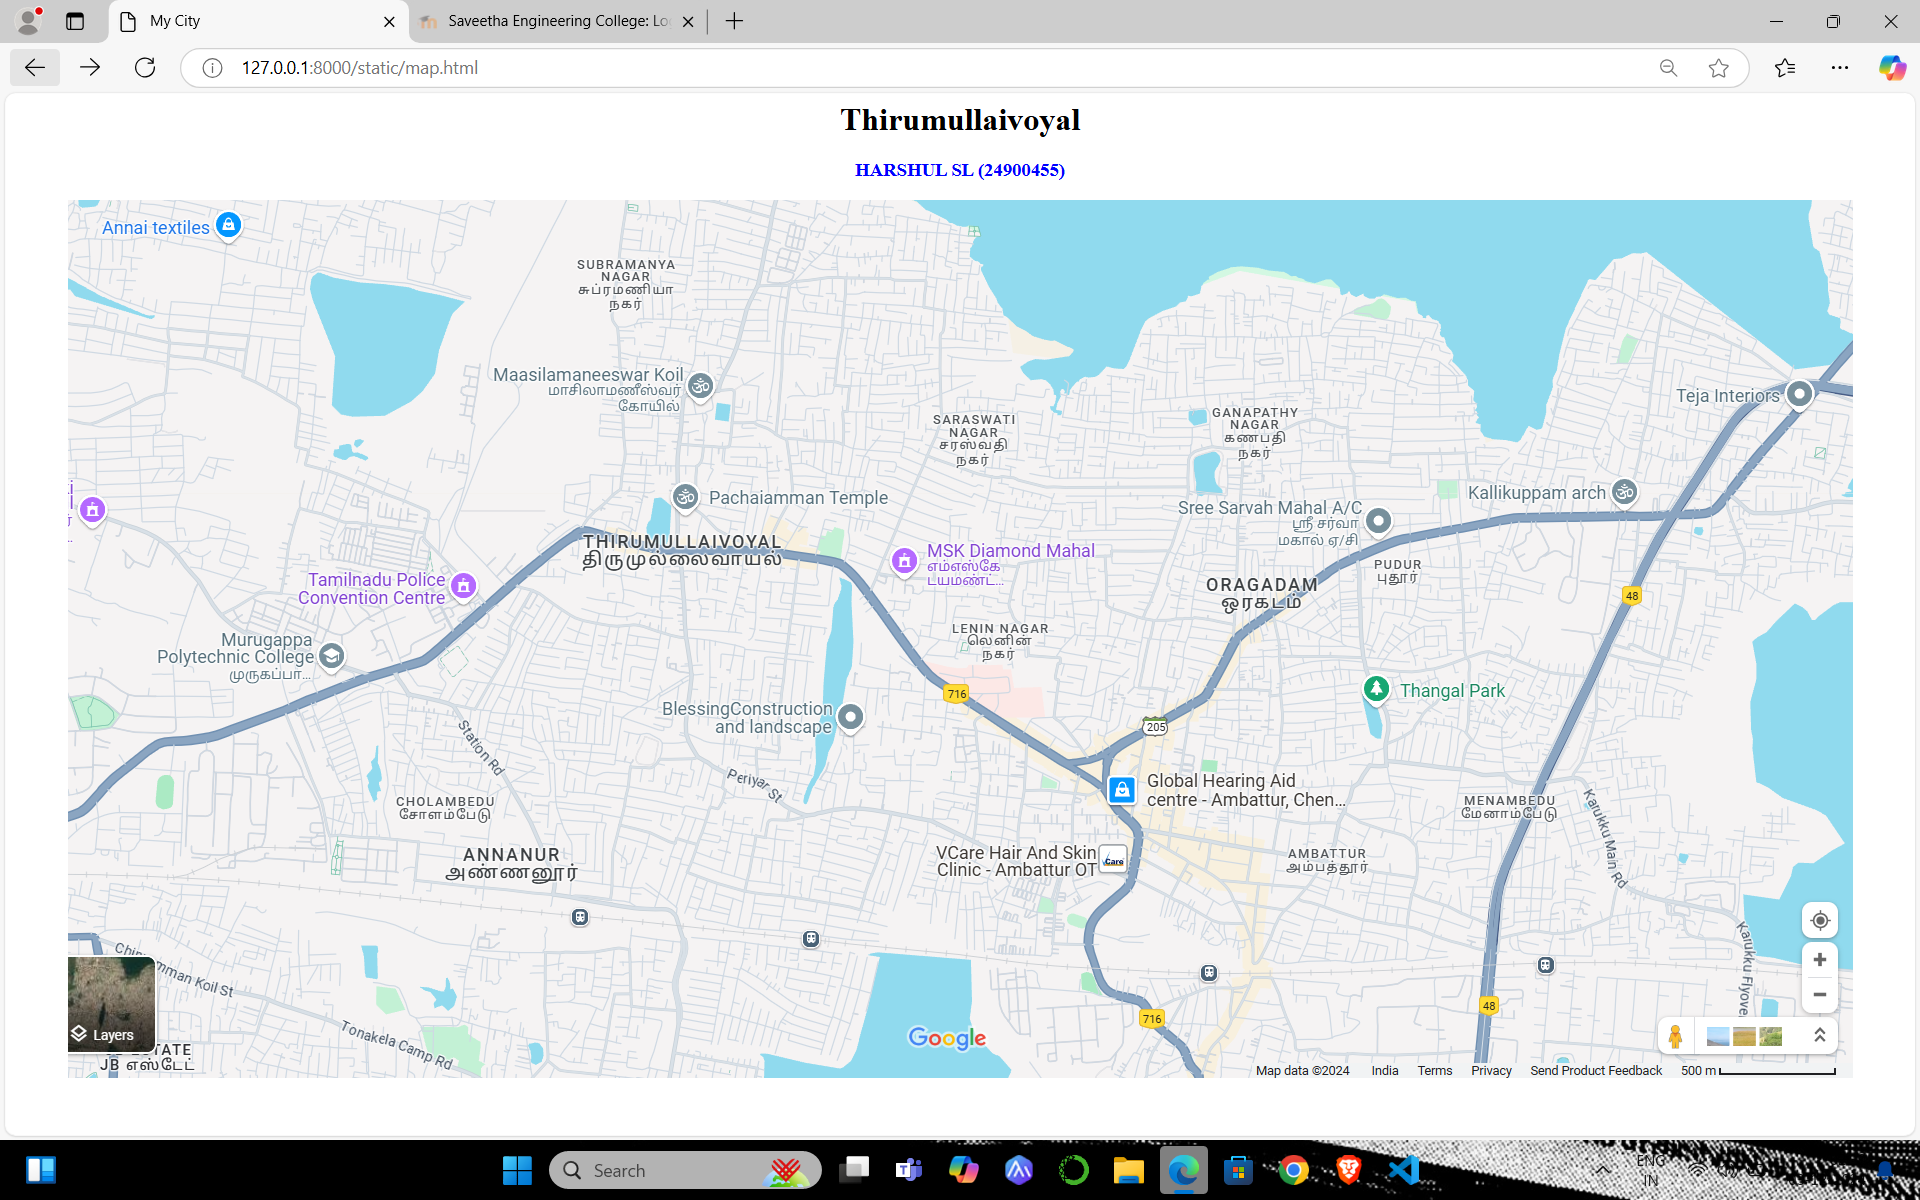 My City
Saveetha Engineering College: Lo
127.0.0.1:8000/static/map.html
Thirumullaivoyal
HARSHUL SL (24900455)
Annai textiles
SUBRAMANYA
NAGAR
சுப்ரமணியா
நகர்
Maasilamaneeswar Koil
மாசிலாமணீஸ்வர்
கோயில்
Teja Interiors
SARASWATI
NAGAR
சரஸ்வதி
நகர்
GANAPATHY
NAGAR
கணபதி
நகர்
Pachaiamman Temple
Kallikuppam arch
Sree Sarvah Mahal A/C
ஸ்ரீ சர்வா
மகால் ஏ/சி
THIRUMULLAIVOYAL
திருமுல்லைவாயல்
MSK Diamond Mahal
எம்எஸ்கே
டயமண்ட்...
PUDUR
புதூர்
Tamilnadu Police
Convention Centre
ORAGADAM
ஒரகடம்
48
LENIN NAGAR
லெனின்
நகர்
Murugappa
Polytechnic College
முருகப்பா...
716
Thangal Park
BlessingConstruction
and landscape
205
Station Rd
Periyar St
Global Hearing Aid
centre - Ambattur, Chen...
CHOLAMBEDU
சோளம்பேடு
MENAMBEDU
மேனாம்பேடு
Karukku Main Rd
ANNANUR
அண்ணனூர்
VCare Hair And Skin
Clinic - Ambattur OT
Care
AMBATTUR
அம்பத்தூர்
Karukku Flyove
amman Koil St
Tonakela Camp Rd
48
716
Layers
ESTATE
JB எஸ்டேட்
Google
Map data ©2024 India Terms Privacy Send Product Feedback 500 m
Search
ENG
IN